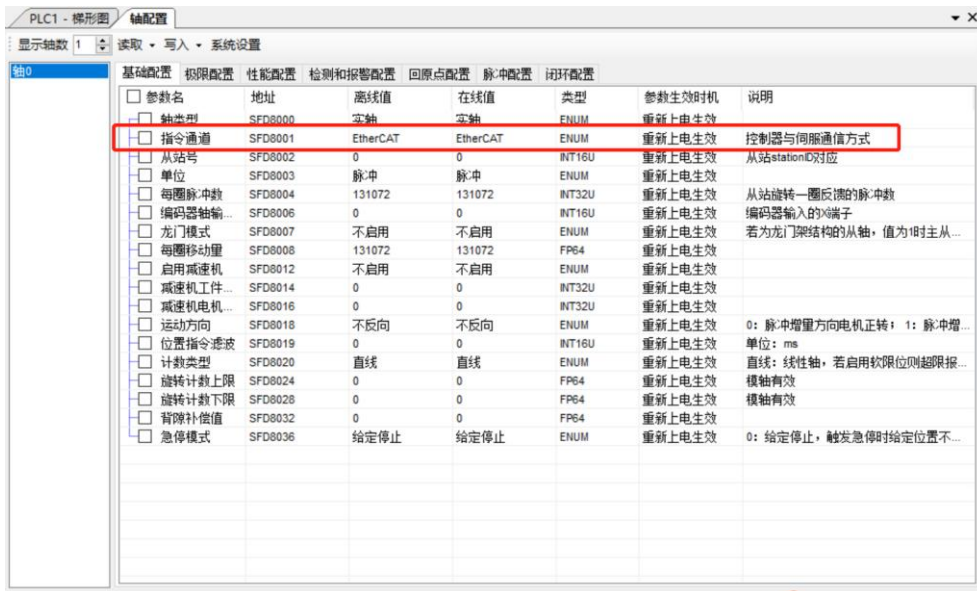 PLC1 - 梯形图 轴配置
显示轴数 1 读取 写入 系统设置
轴0
基础配置 极限配置 性能配置 检测和报警配置 回原点配置 脉冲配置 闭环配置
参数名 地址 离线值 在线值 类型 参数生效时机 说明
轴类型 SFD8000 实轴 实轴 ENUM 重新上电生效
指令通道 SFD8001 EtherCAT EtherCAT ENUM 重新上电生效 控制器与伺服通信方式
从站号 SFD8002 0 0 INT16U 重新上电生效 从站stationID对应
单位 SFD8003 脉冲 脉冲 ENUM 重新上电生效
每圈脉冲数 SFD8004 131072 131072 INT32U 重新上电生效 从站旋转一圈反馈的脉冲数
编码器轴输... SFD8006 0 0 INT16U 重新上电生效 编码器输入的X端子
龙门模式 SFD8007 不启用 不启用 ENUM 重新上电生效 若为龙门架结构的从轴，值为1时主从...
每圈移动量 SFD8008 131072 131072 FP64 重新上电生效
启用减速机 SFD8012 不启用 不启用 ENUM 重新上电生效
减速机工件... SFD8014 0 0 INT32U 重新上电生效
减速机电机... SFD8016 0 0 INT32U 重新上电生效
运动方向 SFD8018 不反向 不反向 ENUM 重新上电生效 0：脉冲增量方向电机正转； 1：脉冲增...
位置指令滤波 SFD8019 0 0 INT16U 重新上电生效 单位：ms
计数类型 SFD8020 直线 直线 ENUM 重新上电生效 直线：线性轴，若启用软限位则超限报...
旋转计数上限 SFD8024 0 0 FP64 重新上电生效 模轴有效
旋转计数下限 SFD8028 0 0 FP64 重新上电生效 模轴有效
背隙补偿值 SFD8032 0 0 FP64 重新上电生效
急停模式 SFD8036 给定停止 给定停止 ENUM 重新上电生效 0：给定停止，触发急停时给定位置不...